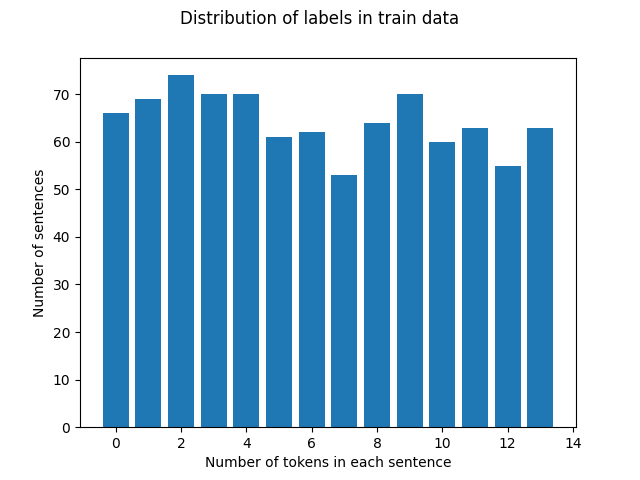 Distribution of labels in train data
Number of sentences
70
60
50
40
30
20
10
0
0 2 4 6 8 10 12 14
Number of tokens in each sentence